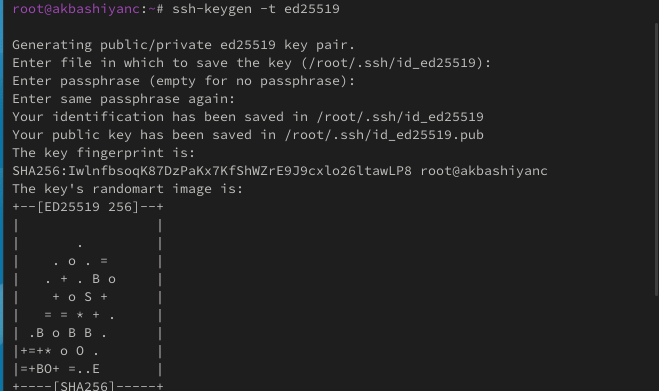 root@akbashiyanc:~# ssh-keygen -t ed25519
Generating public/private ed25519 key pair.
Enter file in which to save the key (/root/.ssh/id_ed25519):
Enter passphrase (empty for no passphrase):
Enter same passphrase again:
Your identification has been saved in /root/.ssh/id_ed25519
Your public key has been saved in /root/.ssh/id_ed25519.pub
The key fingerprint is:
SHA256:IwlnfbsoqK87DzPaKx7KfShWZrE9J9cxlo26ltawLP8 root@akbashiyanc
The key's randomart image is:
+--[ED25519 256]--+
|                 |
|       .         |
|    . o . =      |
|   . + . B o     |
|    + o S +      |
|   = = * + .     |
| .B o B B .      |
|+=+* o O .       |
|=+BO+ =..E       |
+----[SHA256]-----+